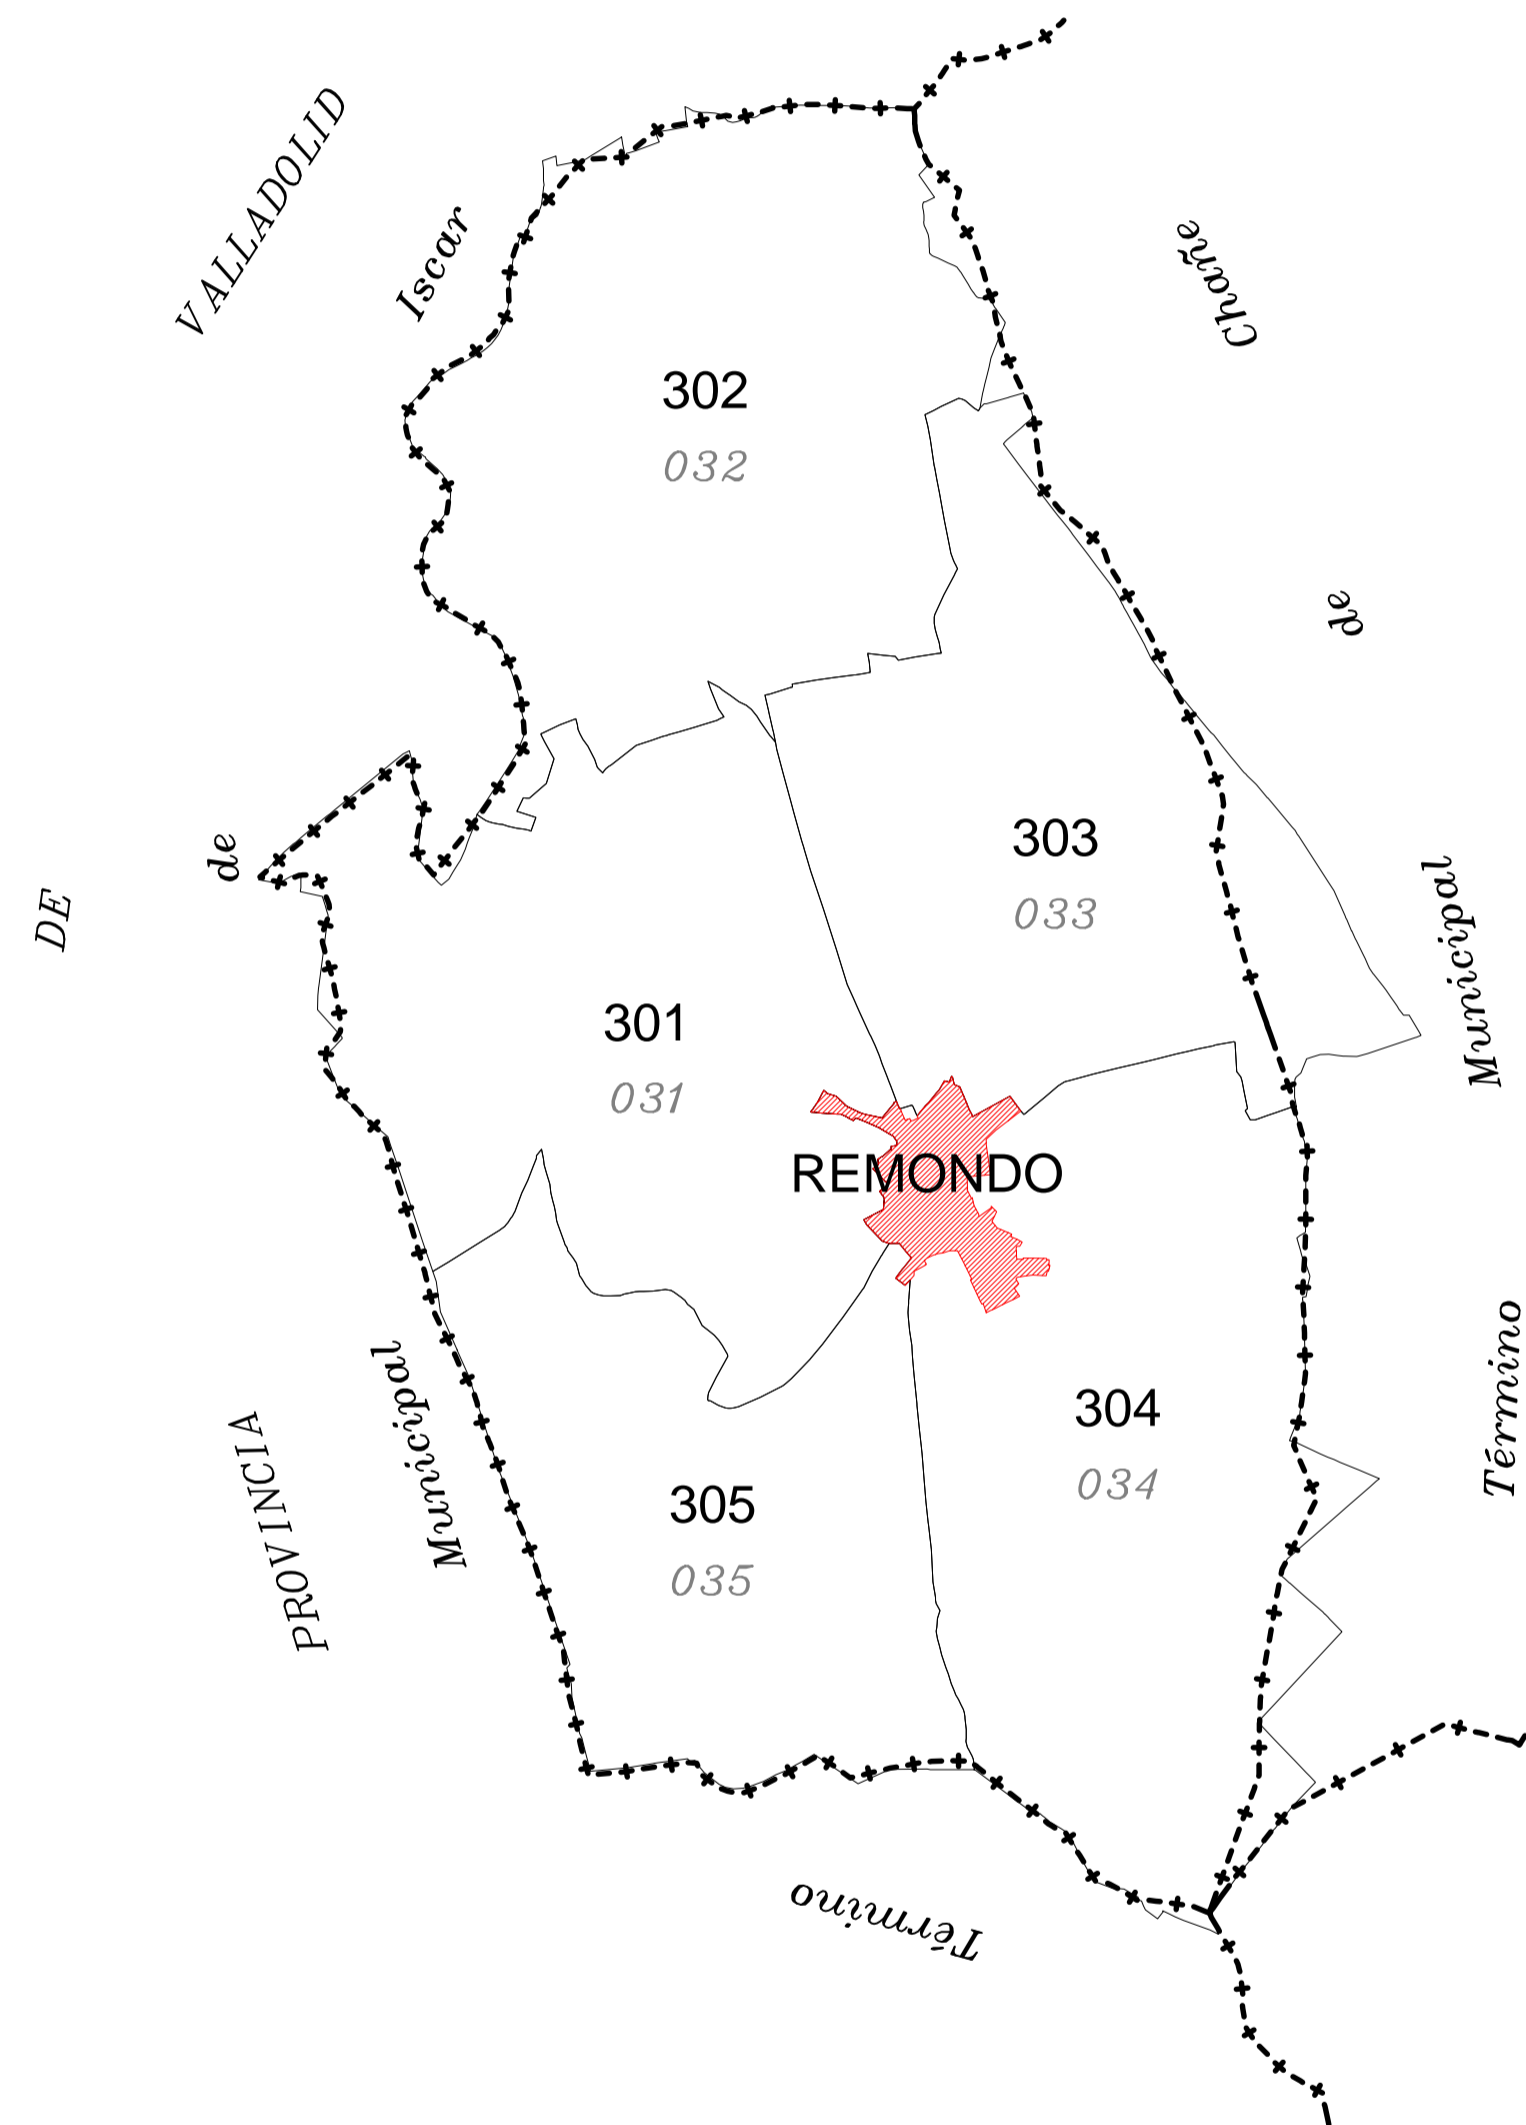 PROVINCIA DE VALLADOLID
Término Municipal de Iscar
Término Municipal de Chañe
302
032
303
033
301
031
REMONDO
304
034
305
035